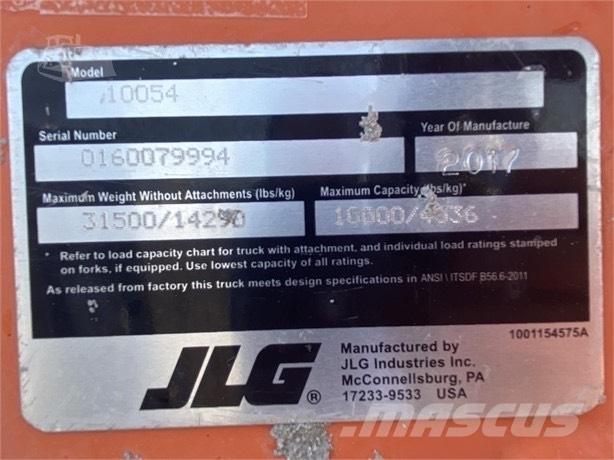 Model
10054
Serial Number
0160079994
Year Of Manufacture
2017
Maximum Weight Without Attachments (lbs/kg)
31500/14290
Maximum Capacity (lbs/kg)*
10000/4536
* Refer to load capacity chart for truck with attachment, and individual load ratings stamped
on forks, if equipped. Use lowest capacity of all ratings.
As released from factory this truck meets design specifications in ANSI \ ITSDF B56.6-2011
1001154575A
JLG®
Manufactured by
JLG Industries Inc.
McConnellsburg, PA
17233-9533 USA
mascus